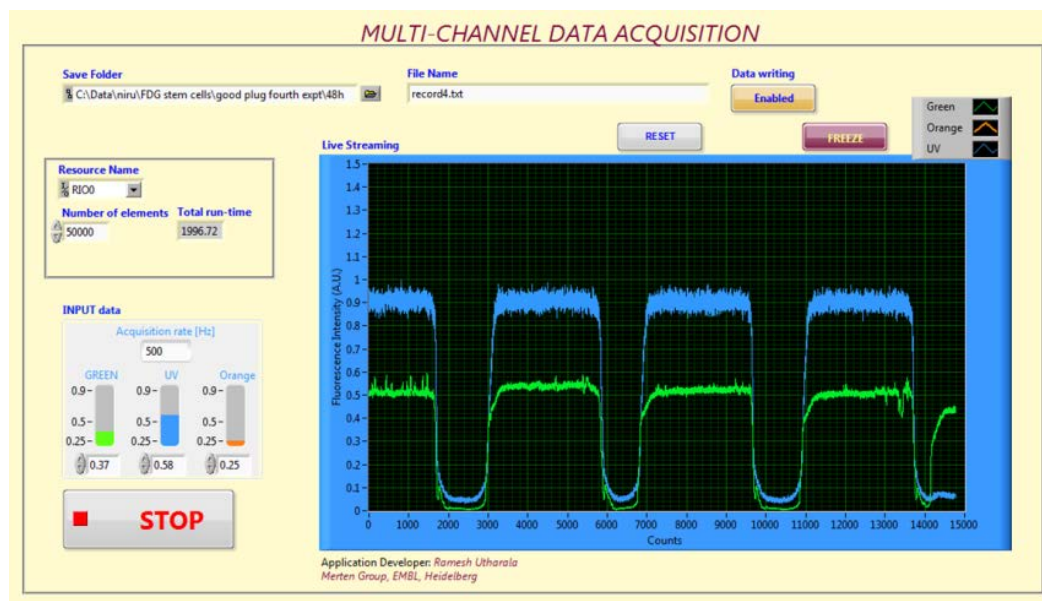 MULTI-CHANNEL DATA ACQUISITION
Save Folder
C:\Data\niru\FDG stem cells\good plug fourth expt\48h
File Name
record4.txt
Data writing
Enabled
RESET
FREEZE
Green
Orange
UV
Live Streaming
Resource Name
RIO0
Number of elements
Total run-time
50000
1996.72
INPUT data
Acquisition rate [Hz]
500
GREEN
UV
Orange
0.9
0.9
0.9
0.5
0.5
0.5
0.25
0.25
0.25
0.37
0.58
0.25
STOP
Fluorescence Intensity (A.U.)
1.5
1.4
1.3
1.2
1.1
1
0.9
0.8
0.7
0.6
0.5
0.4
0.3
0.2
0.1
0
0 1000 2000 3000 4000 5000 6000 7000 8000 9000 10000 11000 12000 13000 14000 15000
Counts
Application Developer: Ramesh Utharala
Merten Group, EMBL, Heidelberg